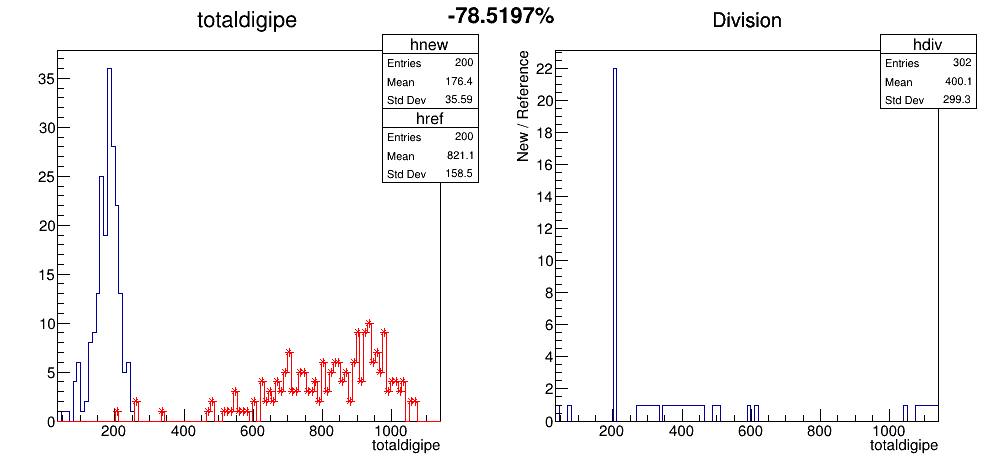 -78.5197%
totaldigipe
hnew
Entries 200
Mean 176.4
Std Dev 35.59
href
Entries 200
Mean 821.1
Std Dev 158.5
35
30
25
20
15
10
5
0
200 400 600 800 1000
totaldigipe
Division
hdiv
Entries 302
Mean 400.1
Std Dev 299.3
New / Reference
22
20
18
16
14
12
10
8
6
4
2
0
200 400 600 800 1000
totaldigipe